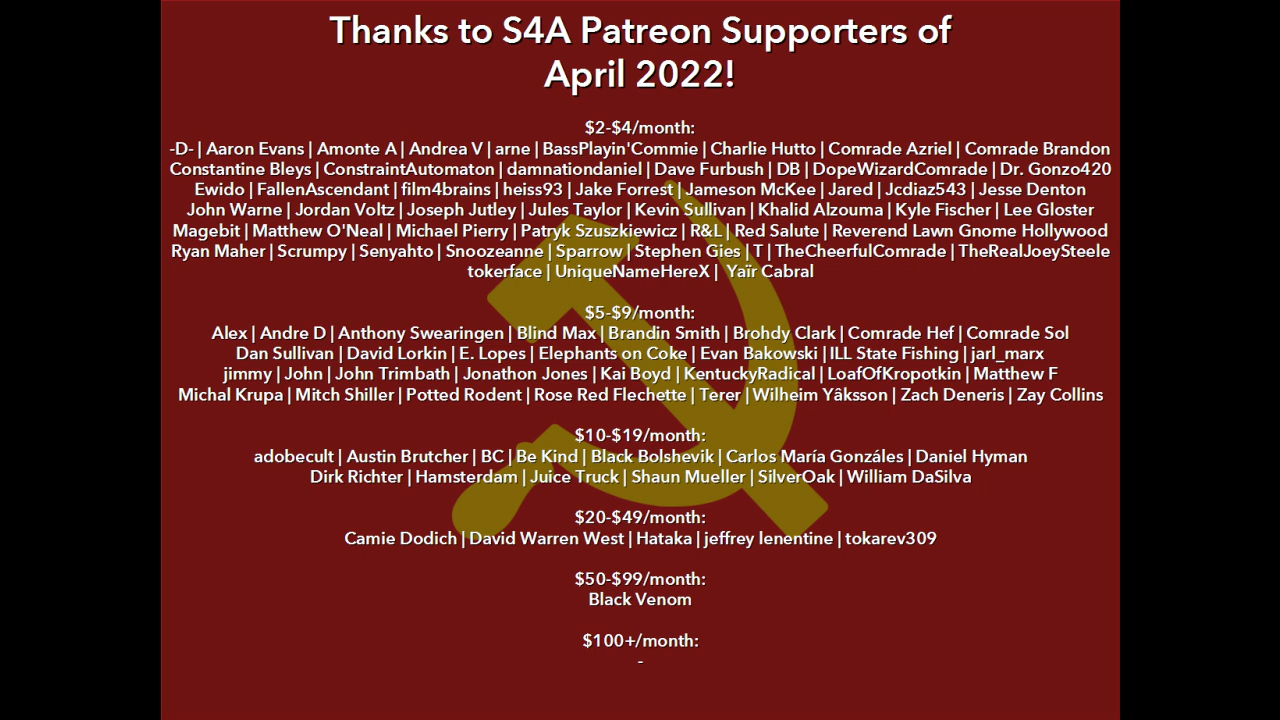 Thanks to S4A Patreon Supporters of
April 2022!
$2-$4/month:
-D- | Aaron Evans | Amonte A | Andrea V | arne | BassPlayin'Commie | Charlie Hutto | Comrade Azriel | Comrade Brandon
Constantine Bleys | ConstraintAutomaton | damnationdaniel | Dave Furbush | DB | DopeWizardComrade | Dr. Gonzo420
Ewido | FallenAscendant | film4brains | heiss93 | Jake Forrest | Jameson McKee | Jared | Jcdiaz543 | Jesse Denton
John Warne | Jordan Voltz | Joseph Jutley | Jules Taylor | Kevin Sullivan | Khalid Alzouma | Kyle Fischer | Lee Gloster
Magebit | Matthew O'Neal | Michael Pierry | Patryk Szuszkiewicz | R&L | Red Salute | Reverend Lawn Gnome Hollywood
Ryan Maher | Scrumpy | Senyahto | Snoozeanne | Sparrow | Stephen Gies | T | TheCheerfulComrade | TheRealJoeySteele
tokerface | UniqueNameHereX | Yaïr Cabral
$5-$9/month:
Alex | Andre D | Anthony Swearingen | Blind Max | Brandin Smith | Brohdy Clark | Comrade Hef | Comrade Sol
Dan Sullivan | David Lorkin | E. Lopes | Elephants on Coke | Evan Bakowski | ILL State Fishing | jarl_marx
jimmy | John | John Trimbath | Jonathon Jones | Kai Boyd | KentuckyRadical | LoafOfKropotkin | Matthew F
Michal Krupa | Mitch Shiller | Potted Rodent | Rose Red Flechette | Terer | Wilheim Yâksson | Zach Deneris | Zay Collins
$10-$19/month:
adobecult | Austin Brutcher | BC | Be Kind | Black Bolshevik | Carlos María Gonzáles | Daniel Hyman
Dirk Richter | Hamsterdam | Juice Truck | Shaun Mueller | SilverOak | William DaSilva
$20-$49/month:
Camie Dodich | David Warren West | Hataka | jeffrey lenentine | tokarev309
$50-$99/month:
Black Venom
$100+/month:
-